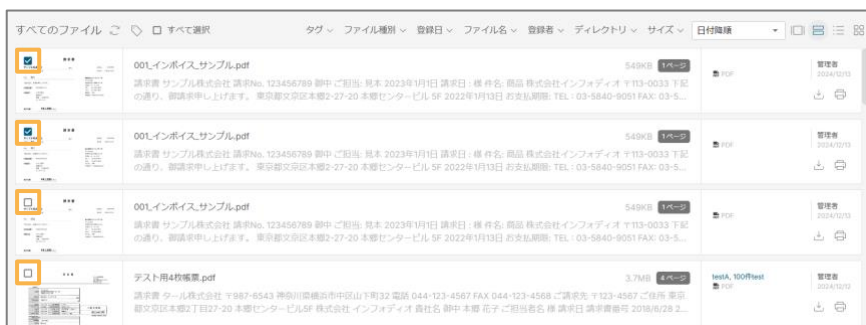 すべてのファイル すべて選択 タグ ファイル種別 登録日 ファイル名 登録者 ディレクトリ サイズ 日付降順
001_インボイス_サンプル.pdf 549KB 1ページ
請求書 サンプル株式会社 請求No. 123456789 御中 ご担当: 見本 2023年1月1日 請求日 : 様 件名: 商品 株式会社インフォディオ 〒113-0033 下記
の通り、御請求申し上げます。 東京都文京区本郷2-27-20 本郷センタービル 5F 2022年1月13日 お支払期限: TEL : 03-5840-9051 FAX: 03-5...
PDF
管理者
2024/12/13
001_インボイス_サンプル.pdf 549KB 1ページ
請求書 サンプル株式会社 請求No. 123456789 御中 ご担当: 見本 2023年1月1日 請求日 : 様 件名: 商品 株式会社インフォディオ 〒113-0033 下記
の通り、御請求申し上げます。 東京都文京区本郷2-27-20 本郷センタービル 5F 2022年1月13日 お支払期限: TEL : 03-5840-9051 FAX: 03-5...
PDF
管理者
2024/12/13
001_インボイス_サンプル.pdf 549KB 1ページ
請求書 サンプル株式会社 請求No. 123456789 御中 ご担当: 見本 2023年1月1日 請求日 : 様 件名: 商品 株式会社インフォディオ 〒113-0033 下記
の通り、御請求申し上げます。 東京都文京区本郷2-27-20 本郷センタービル 5F 2022年1月13日 お支払期限: TEL : 03-5840-9051 FAX: 03-5...
PDF
管理者
2024/12/13
テスト用4枚帳票.pdf 3.7MB 4ページ
請求書 タール株式会社 〒987-6543 神奈川県横浜市中区山下町32 電話 044-123-4567 FAX 044-123-4568 ご請求先 〒123-4567 ご住所 東京
都文京区本郷2丁目27-20 本郷センタービル5F 株式会社 インフォディオ 貴社名 御中 本郷 花子 ご担当者名 様 請求日 請求書番号 2018/6/28 2...
testA, 100件test
PDF
管理者
2024/12/13